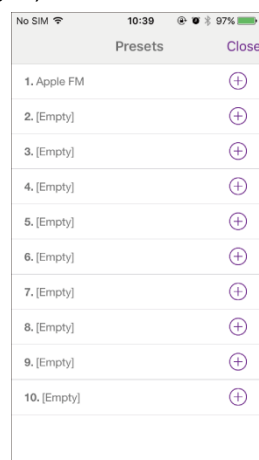 No SIM 10:39 97%
Presets Close
1. Apple FM
2. [Empty]
3. [Empty]
4. [Empty]
5. [Empty]
6. [Empty]
7. [Empty]
8. [Empty]
9. [Empty]
10. [Empty]